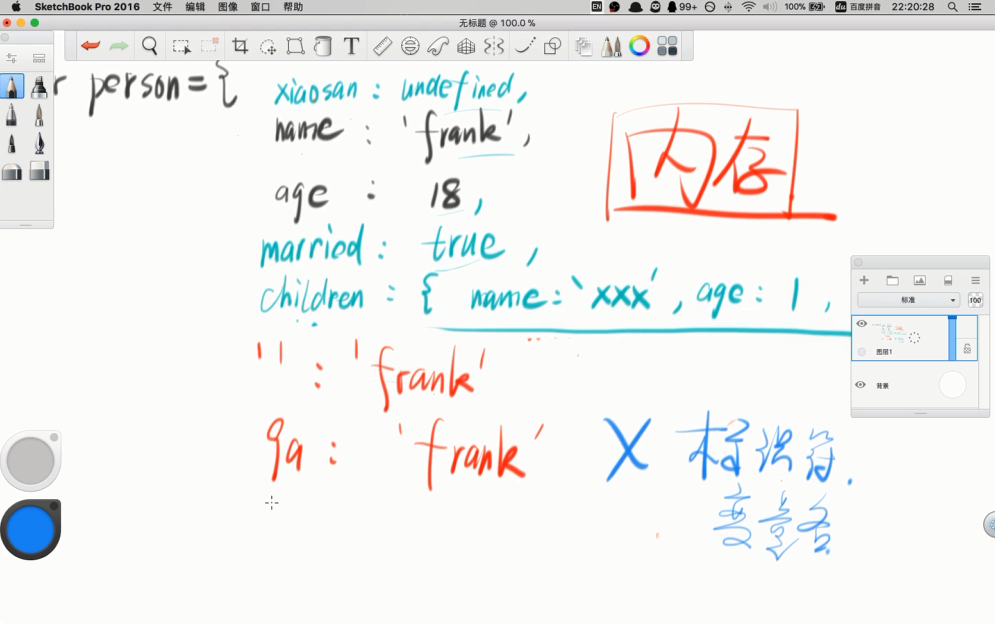 SketchBook Pro 2016 文件 编辑 图像 窗口 帮助 99+ 100% 百度拼音 22:20:28
无标题 @ 100.0 %
r person={
xiaosan : undefined,
name : 'frank',
age : 18,
married : true ,
children : { name:'xxx', age : 1 ,
内存
'' : 'frank'
9a : 'frank' X 标识符.
变量名
标准 100
图层1
背景